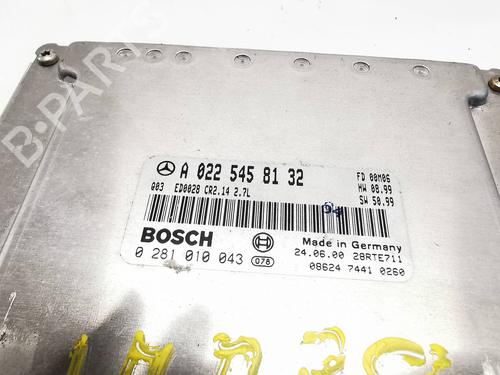 B-PARTS
A 022 545 81 32
Q03 ED0028 CR2.14 2.7L
FD 00M06
HW 08.99
SW 50.99
BOSCH
0 281 010 043 078
Made in Germany
24.06.00 28RTE711
08624 7441 0260